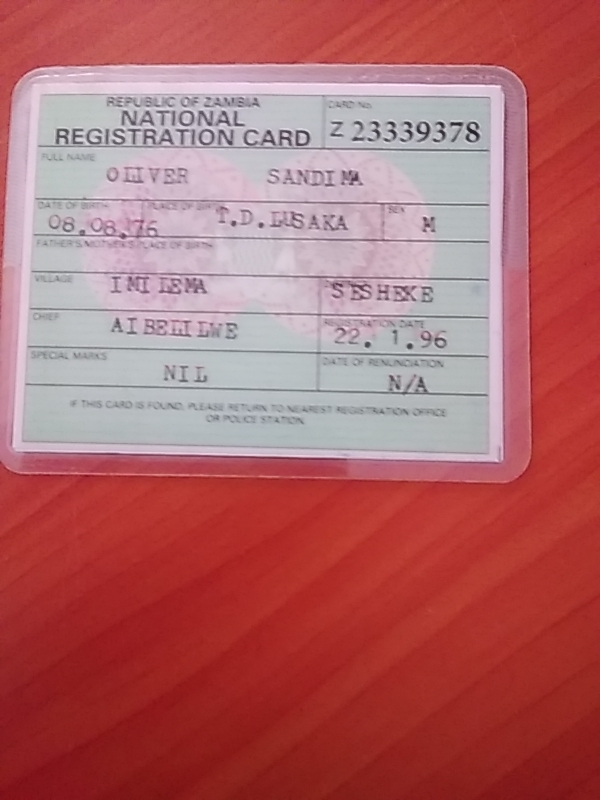 REPUBLIC OF ZAMBIA
NATIONAL
REGISTRATION CARD
CARD No.
Z 23339378
FULL NAME
OLIVER SANDIMA
DATE OF BIRTH PLACE OF BIRTH SEX
08.08.76 T.D. LUSAKA M
FATHER'S/MOTHER'S PLACE OF BIRTH
VILLAGE
IMILEMA SESHEKE
CHIEF REGISTRATION DATE
AIBELILWE 22. 1.96
SPECIAL MARKS DATE OF RENUNCIATION
NIL N/A
IF THIS CARD IS FOUND, PLEASE RETURN TO NEAREST REGISTRATION OFFICE
OR POLICE STATION